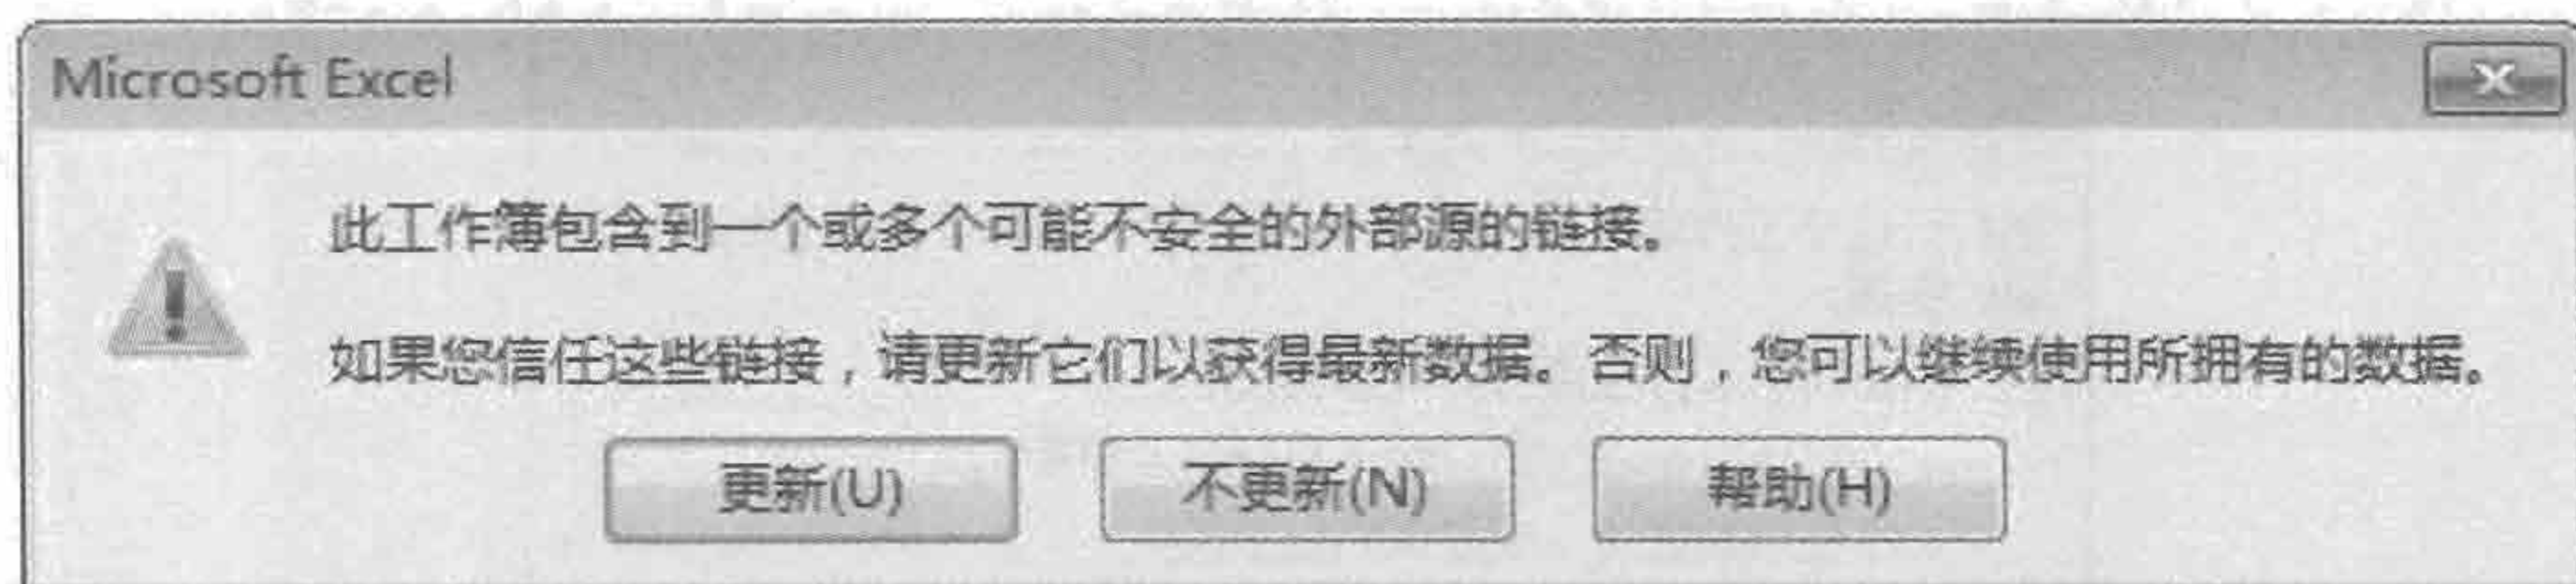 Microsoft Excel
此工作簿包含到一个或多个可能不安全的外部源的链接。
如果您信任这些链接，请更新它们以获得最新数据。否则，您可以继续使用所拥有的数据。
更新(U) 不更新(N) 帮助(H)